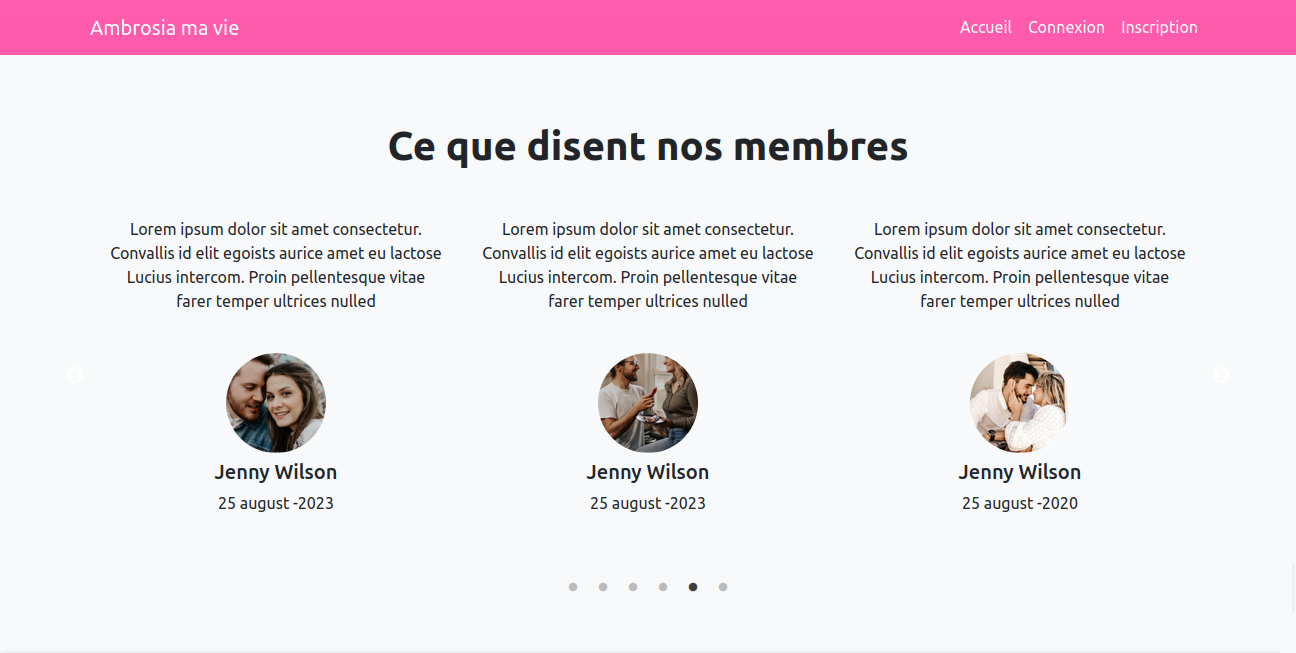 Ambrosia ma vie
Accueil Connexion Inscription
Ce que disent nos membres
Lorem ipsum dolor sit amet consectetur.
Convallis id elit egoists aurice amet eu lactose
Lucius intercom. Proin pellentesque vitae
farer temper ultrices nulled
Jenny Wilson
25 august -2023
Lorem ipsum dolor sit amet consectetur.
Convallis id elit egoists aurice amet eu lactose
Lucius intercom. Proin pellentesque vitae
farer temper ultrices nulled
Jenny Wilson
25 august -2023
Lorem ipsum dolor sit amet consectetur.
Convallis id elit egoists aurice amet eu lactose
Lucius intercom. Proin pellentesque vitae
farer temper ultrices nulled
Jenny Wilson
25 august -2020